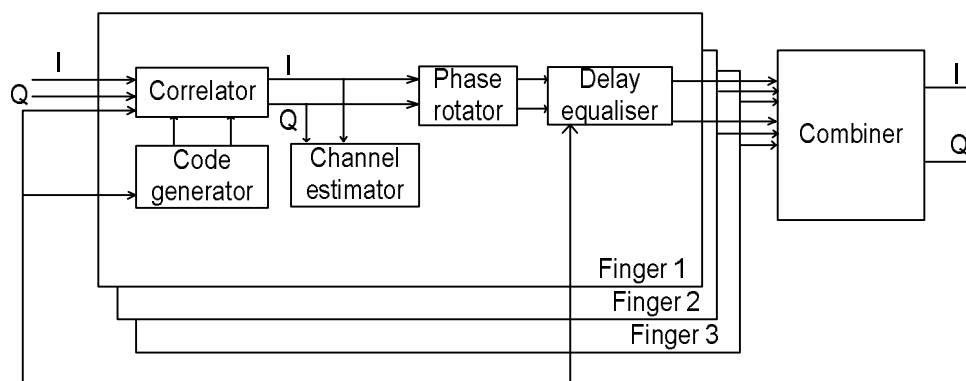 I
Q
Correlator
I
Q
Code
generator
Channel
estimator
Phase
rotator
Delay
equaliser
Finger 1
Finger 2
Finger 3
Combiner
I
Q